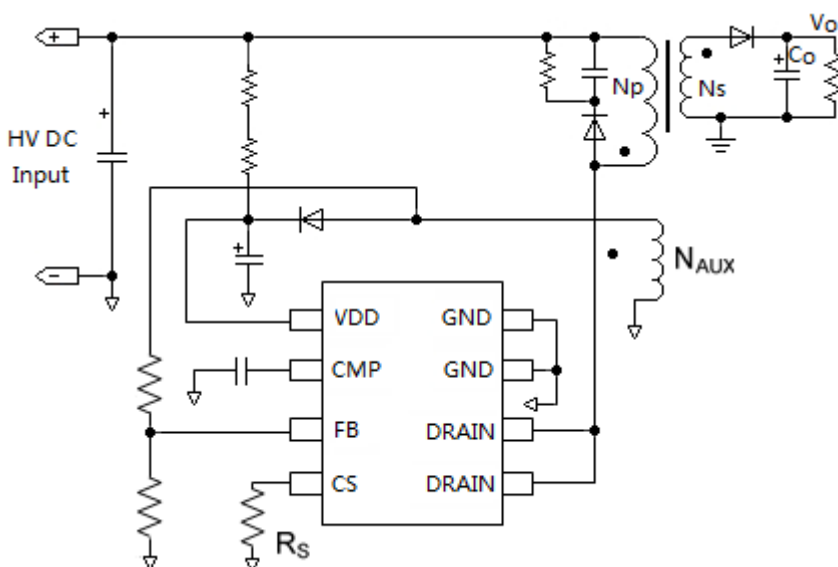 +
Vo
+
Co
Np
Ns
+
HV DC
Input
+
−
NAUX
VDD
GND
CMP
GND
FB
DRAIN
CS
DRAIN
RS